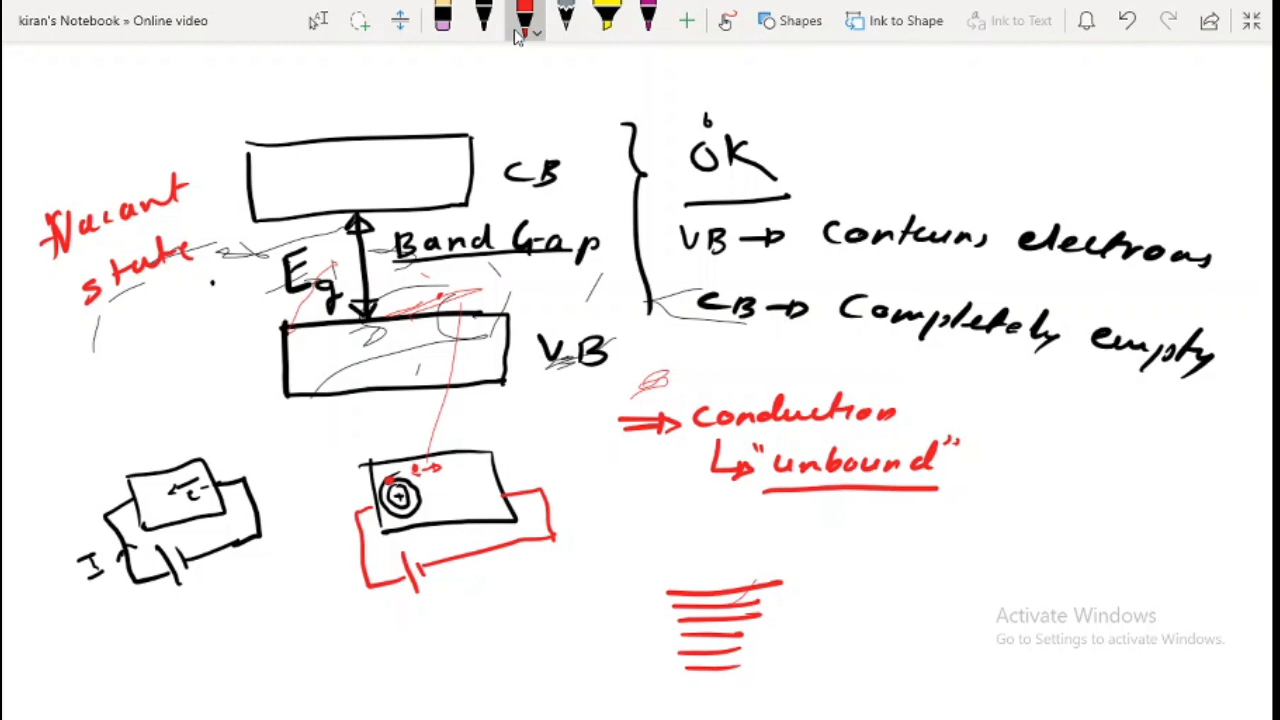 kiran's Notebook » Online video
Shapes
Ink to Shape
Ink to Text
0°K
CB
Vacant
state
Band Gap
VB → contains electrons
Eg
CB → Completely empty
VB
⇒ conduction
↳ "unbound"
e →
← e-
+
I
Activate Windows
Go to Settings to activate Windows.